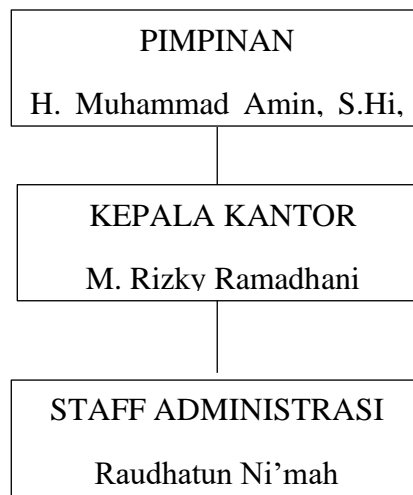 PIMPINAN
H. Muhammad Amin, S.Hi,
KEPALA KANTOR
M. Rizky Ramadhani
STAFF ADMINISTRASI
Raudhatun Ni’mah